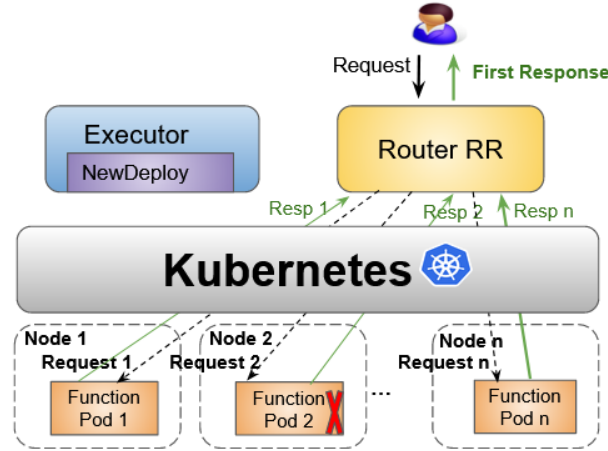 Request
First Response
Executor
NewDeploy
Router RR
Resp 1
Resp 2
Resp n
Kubernetes
Node 1
Request 1
Node 2
Request 2
Node n
Request n
Function
Pod 1
Function
Pod 2
X
...
Function
Pod n